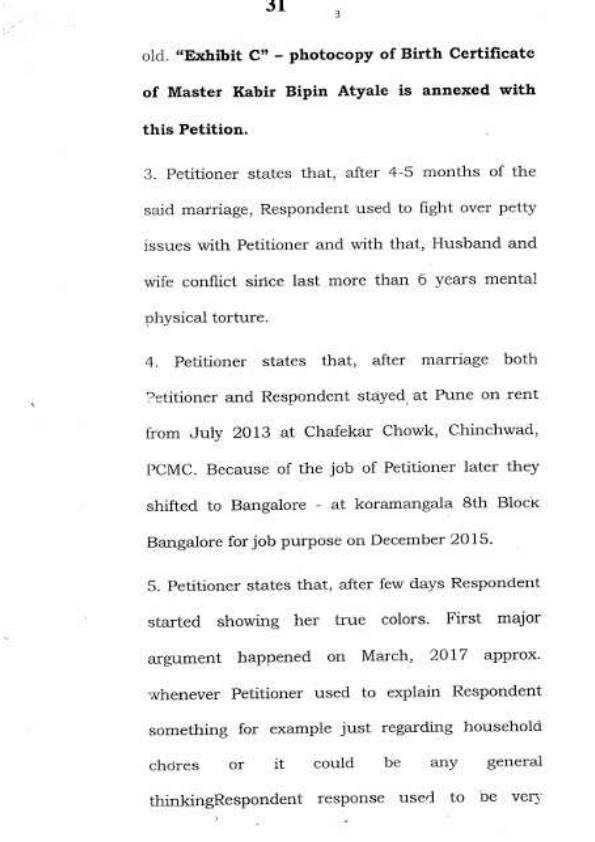 31
3
old. “Exhibit C” – photocopy of Birth Certificate
of Master Kabir Bipin Atyale is annexed with
this Petition.
3. Petitioner states that, after 4-5 months of the
said marriage, Respondent used to fight over petty
issues with Petitioner and with that, Husband and
wife conflict since last more than 6 years mental
physical torture.
4. Petitioner states that, after marriage both
Petitioner and Respondent stayed at Pune on rent
from July 2013 at Chafekar Chowk, Chinchwad,
PCMC. Because of the job of Petitioner later they
shifted to Bangalore - at koramangala 8th Block
Bangalore for job purpose on December 2015.
5. Petitioner states that, after few days Respondent
started showing her true colors. First major
argument happened on March, 2017 approx.
whenever Petitioner used to explain Respondent
something for example just regarding household
chores or it could be any general
thinkingRespondent response used to be very